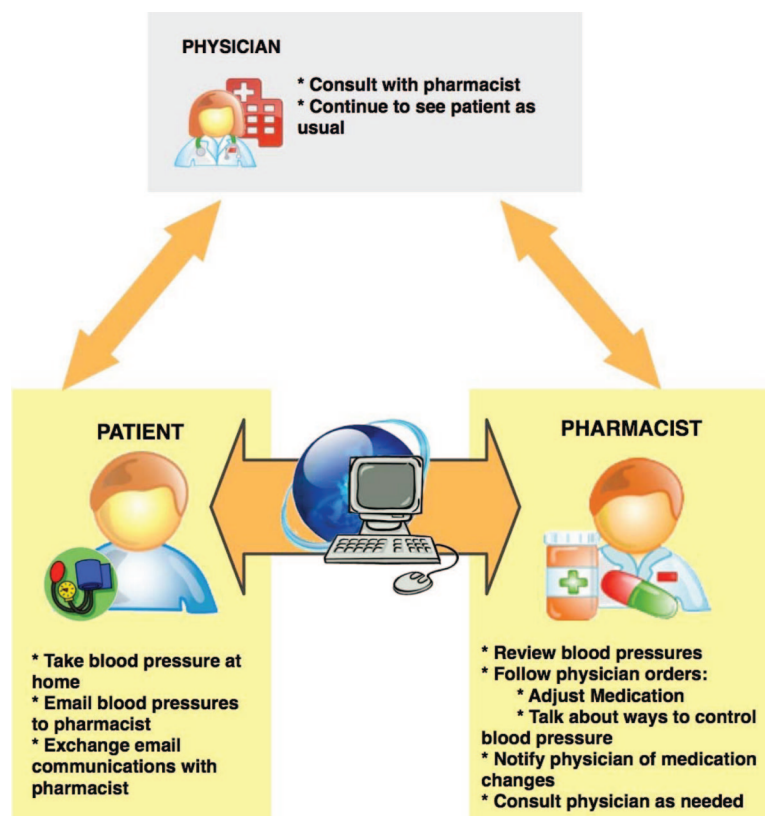 PHYSICIAN
* Consult with pharmacist
* Continue to see patient as
usual
PATIENT
* Take blood pressure at
home
* Email blood pressures
to pharmacist
* Exchange email
communications with
pharmacist
PHARMACIST
* Review blood pressures
* Follow physician orders:
* Adjust Medication
* Talk about ways to control
blood pressure
* Notify physician of medication
changes
* Consult physician as needed